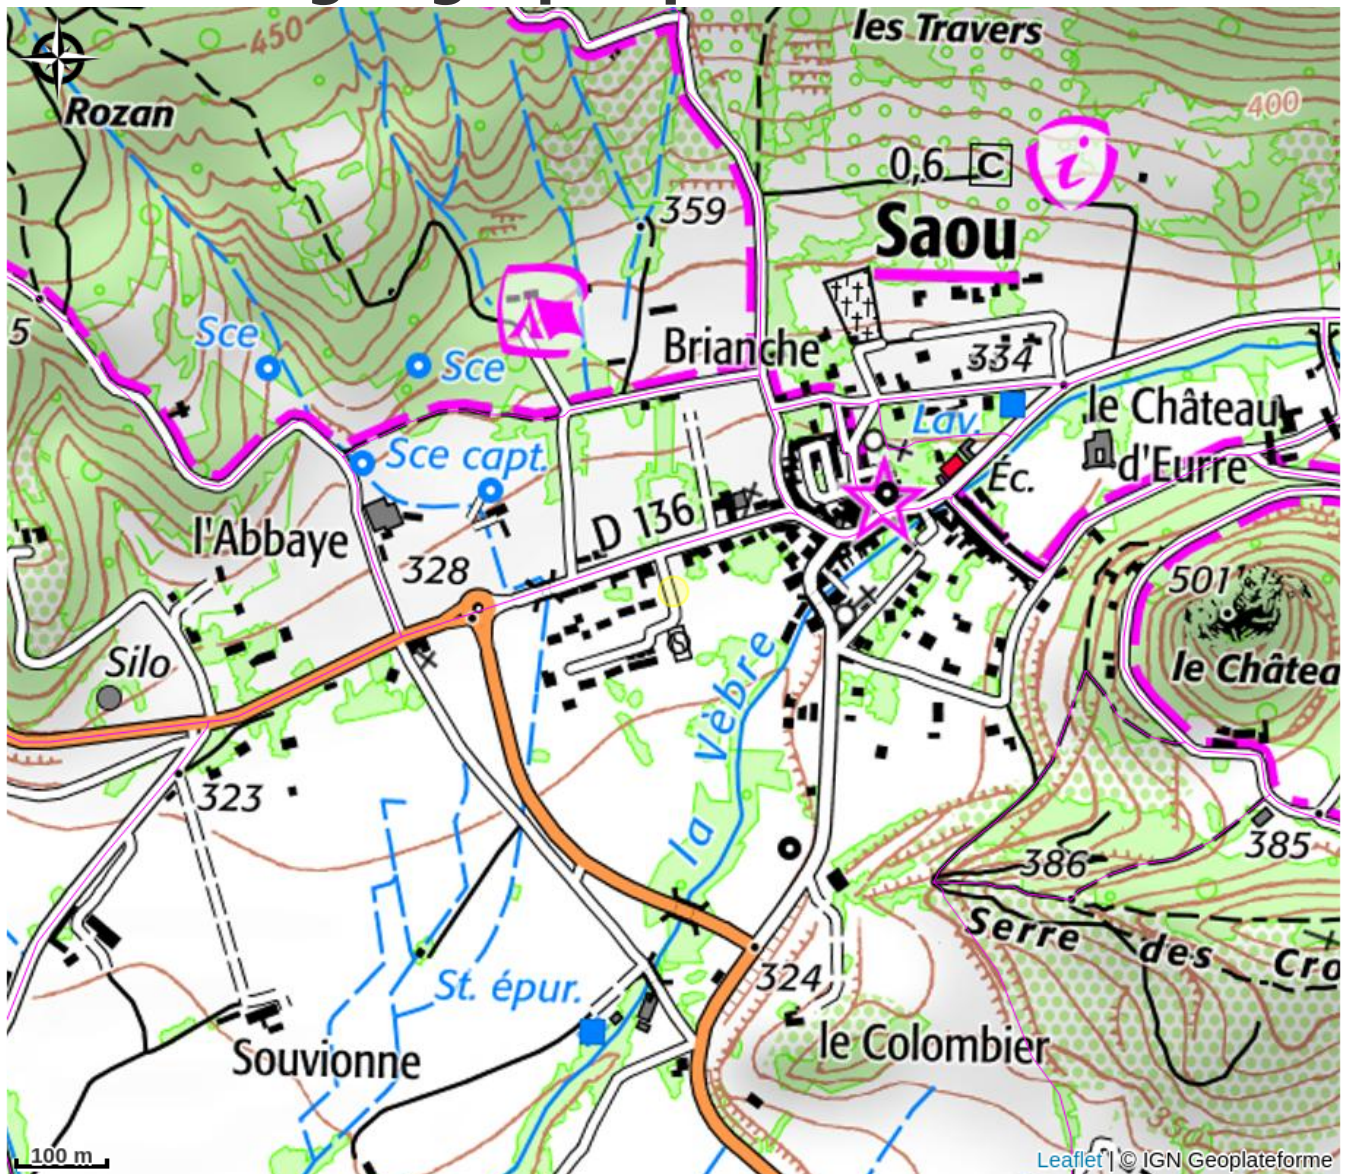 les Travers
450
Rozan
400
0,6 C
i
359
Saou
5
Sce
Sce
Brianche
334
le Château
d'Eurre
Lav.
Sce capt.
Éc.
D 136
l'Abbaye
328
501
Silo
le Châtea
la Vèbre
323
385
386
Serre des Cro
St. épur.
324
Souvionne
le Colombier
350
100 m
Leaflet | © IGN Geoplateforme